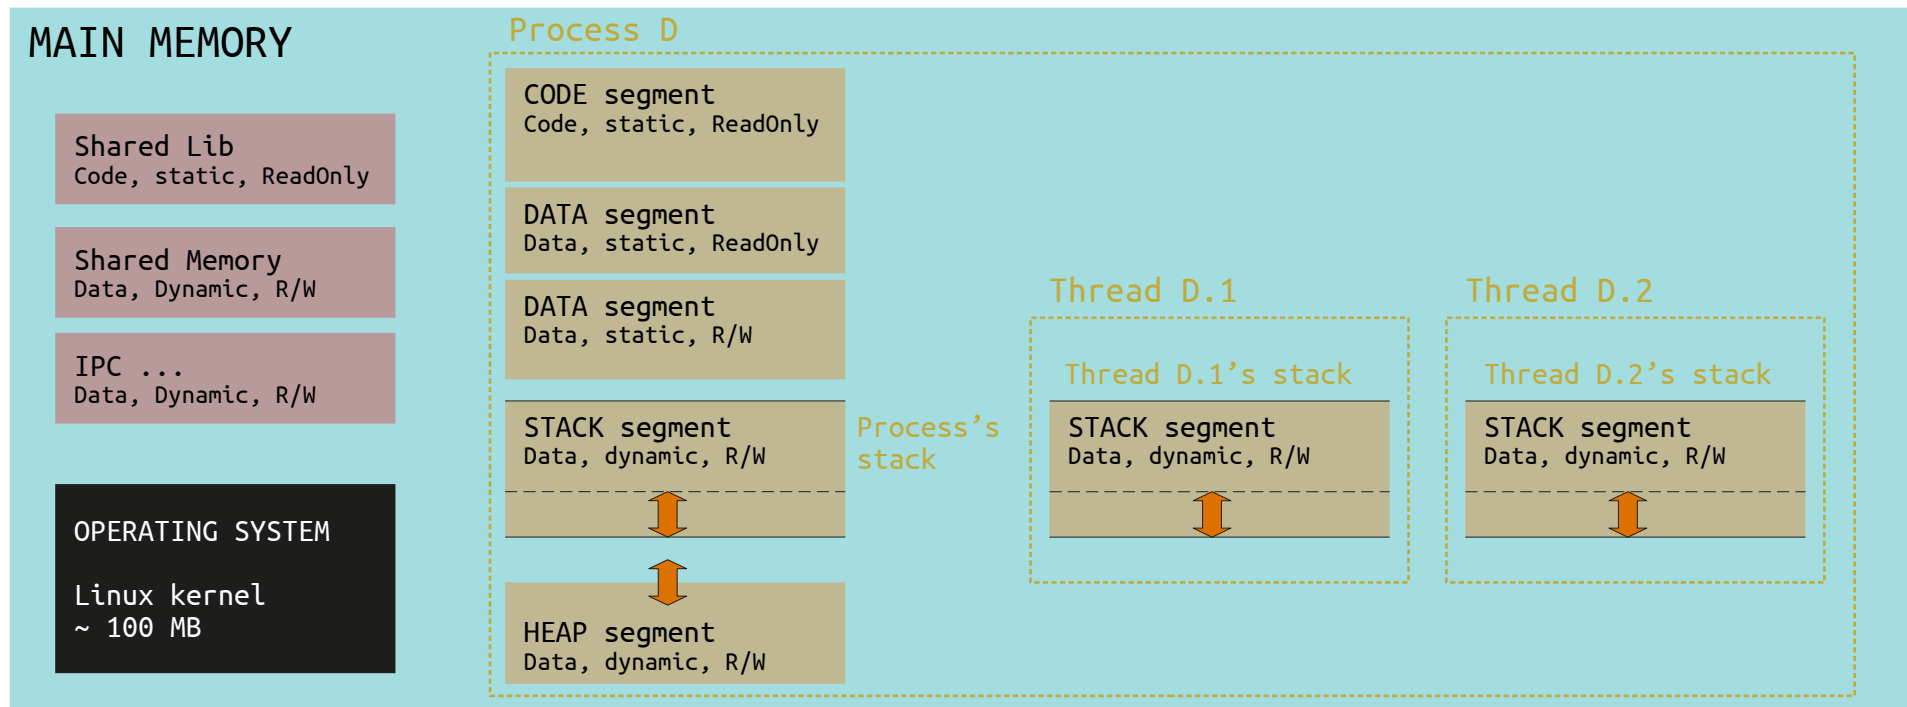 MAIN MEMORY
Shared Lib
Code, static, ReadOnly
Shared Memory
Data, Dynamic, R/W
IPC ...
Data, Dynamic, R/W
OPERATING SYSTEM
Linux kernel
~ 100 MB
Process D
CODE segment
Code, static, ReadOnly
DATA segment
Data, static, ReadOnly
DATA segment
Data, static, R/W
STACK segment
Data, dynamic, R/W
Process’s
stack
HEAP segment
Data, dynamic, R/W
Thread D.1
Thread D.1’s stack
STACK segment
Data, dynamic, R/W
Thread D.2
Thread D.2’s stack
STACK segment
Data, dynamic, R/W